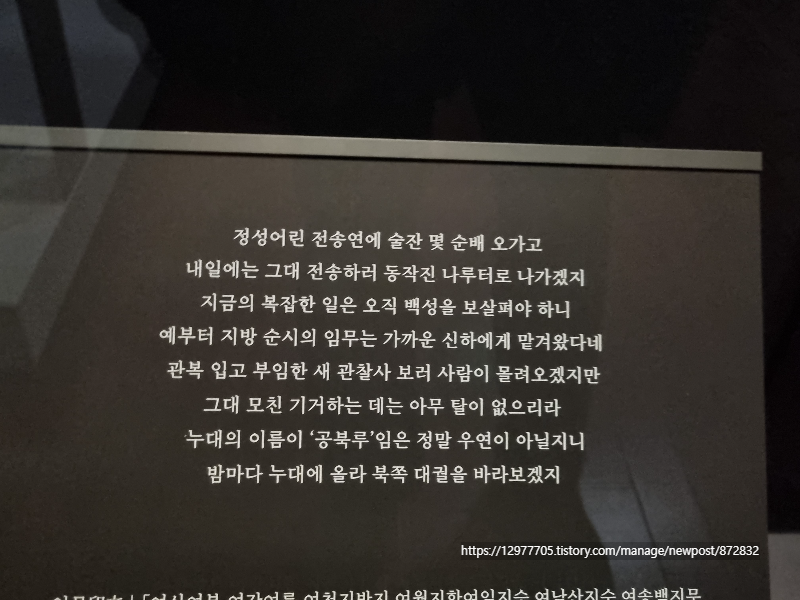 정성어린 전송연에 술잔 몇 순배 오가고
내일에는 그대 전송하러 동작진 나루터로 나가겠지
지금의 복잡한 일은 오직 백성을 보살펴야 하니
예부터 지방 순시의 임무는 가까운 신하에게 맡겨왔다네
관복 입고 부임한 새 관찰사 보러 사람이 몰려오겠지만
그대 모친 기거하는 데는 아무 탈이 없으리라
누대의 이름이 ‘공북루’임은 정말 우연이 아닐지니
밤마다 누대에 올라 북쪽 대궐을 바라보겠지
https://12977705.tistory.com/manage/newpost/872832